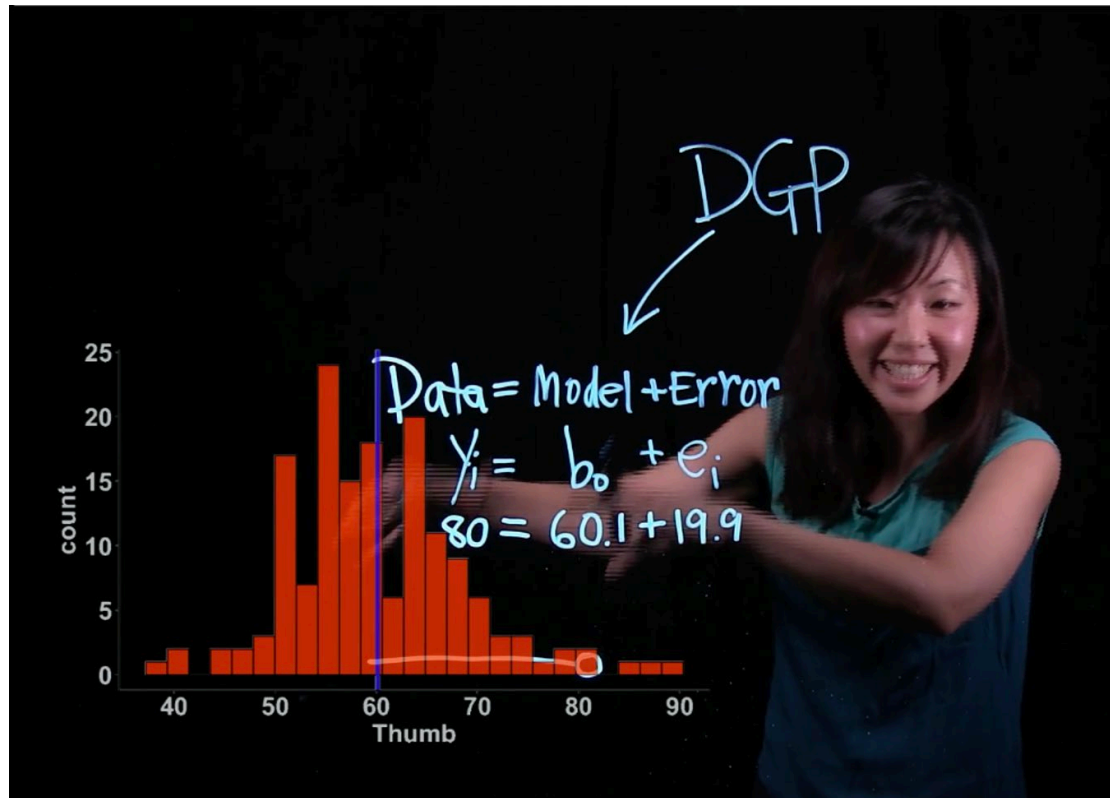 DGP
Data = Model + Error
yi = b0 + ei
80 = 60.1 + 19.9
25
20
15
10
5
0
count
40 50 60 70 80 90
Thumb